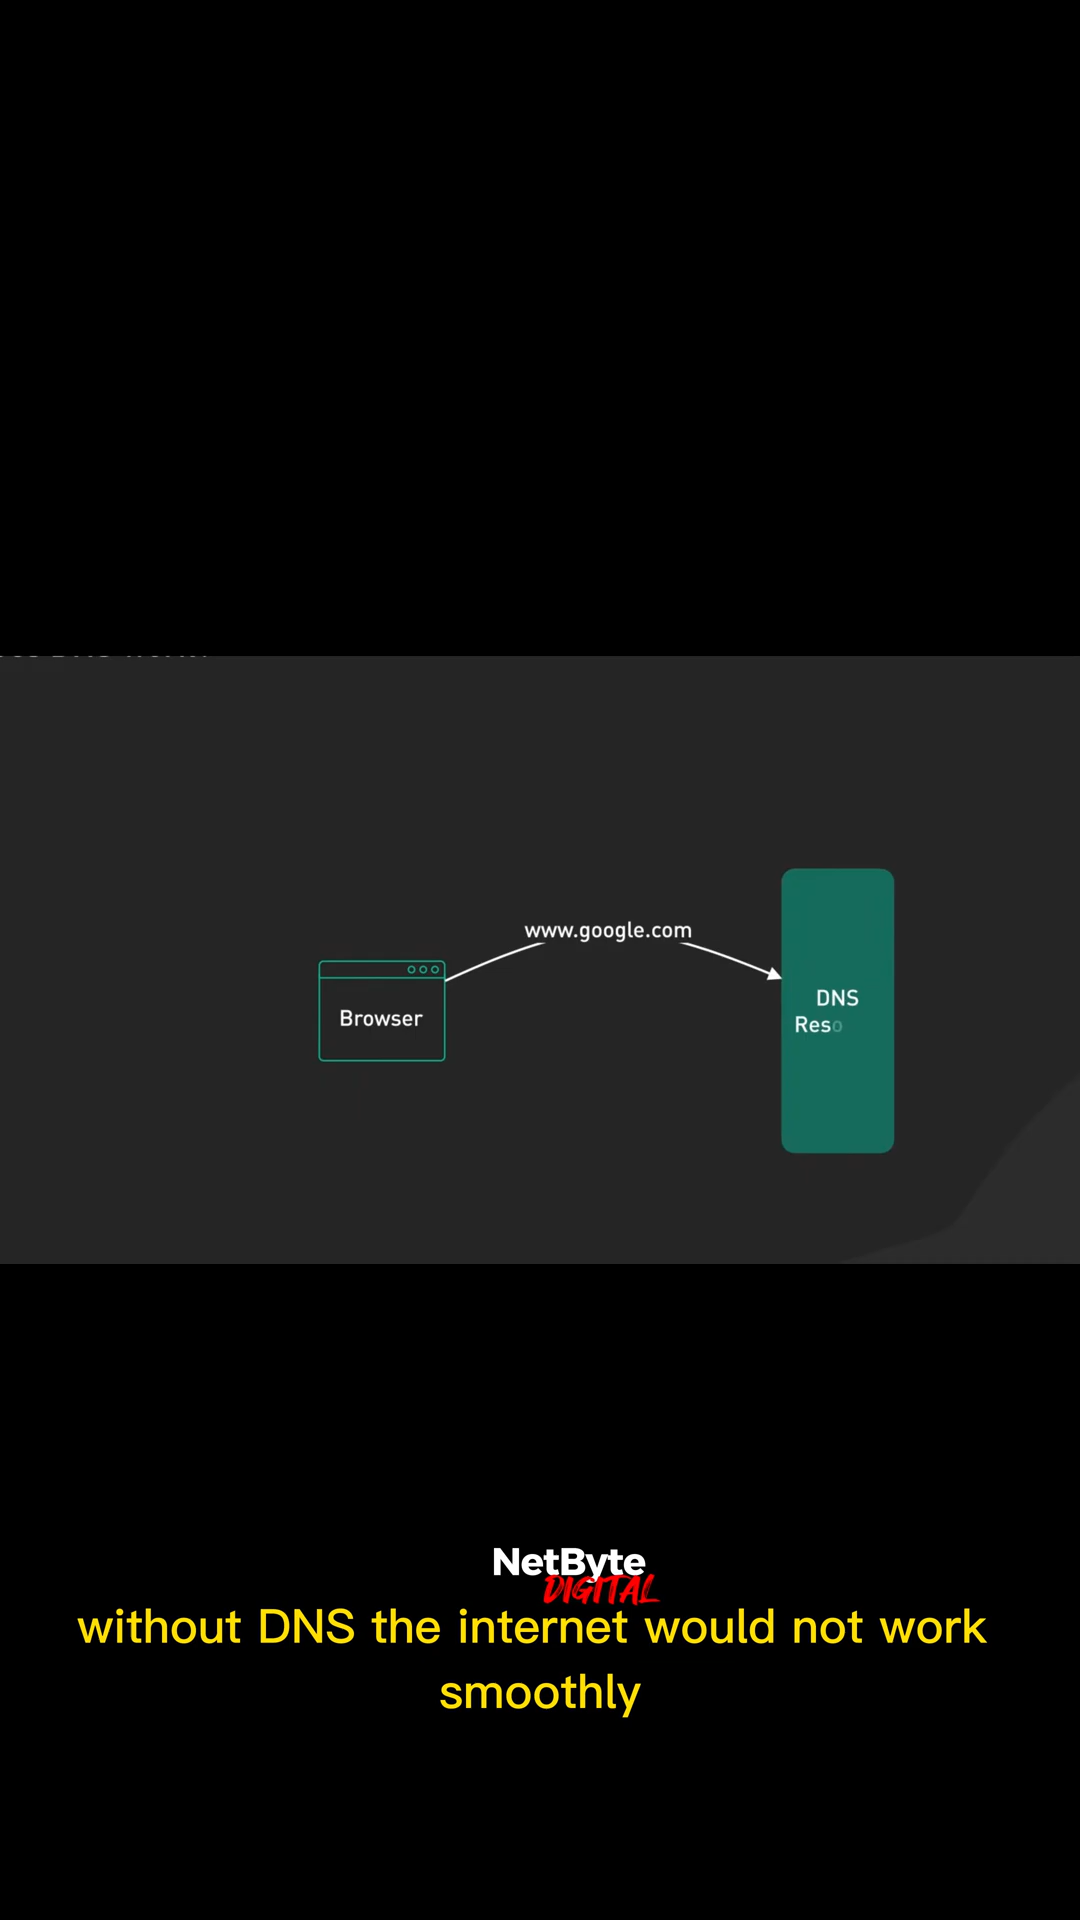 www.google.com
Browser
DNS
Reso
NetByte
DIGITAL
without DNS the internet would not work
smoothly